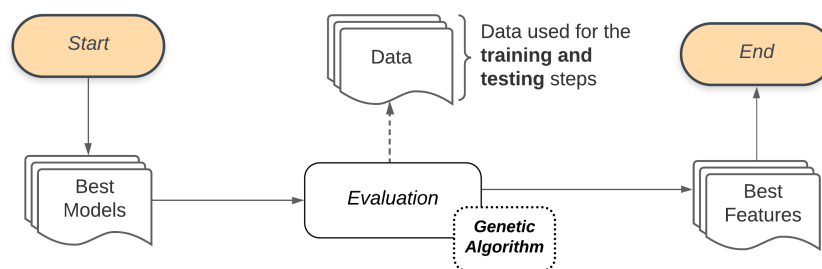 Start
Data
Data used for the
training and
testing steps
End
Best
Models
Evaluation
Genetic
Algorithm
Best
Features